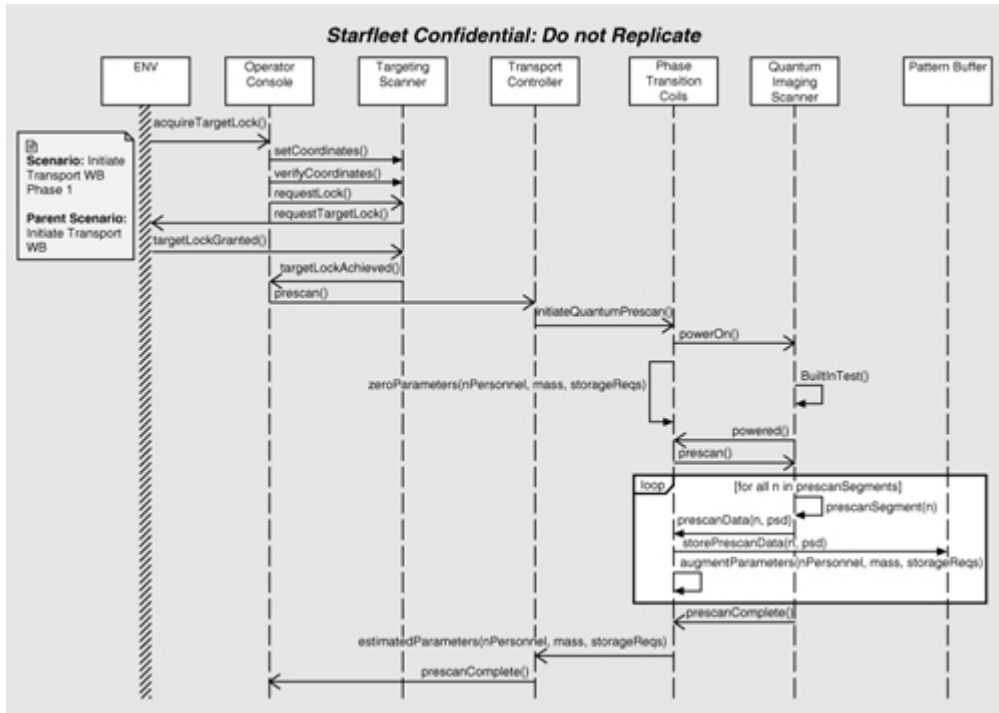 Starfleet Confidential: Do not Replicate
ENV
Operator
Console
Targeting
Scanner
Transport
Controller
Phase
Transition
Coils
Quantum
Imaging
Scanner
Pattern Buffer
acquireTargetLock()
Scenario: Initiate
Transport WB
Phase 1
Parent Scenario:
Initiate Transport
WB
setCoordinates()
verifyCoordinates()
requestLock()
requestTargetLock()
targetLockGranted()
targetLockAchieved()
prescan()
initiateQuantumPrescan()
powerOn()
zeroParameters(nPersonnel, mass, storageReqs)
BuiltInTest()
powered()
prescan()
loop
[for all n in prescanSegments]
prescanSegment(n)
prescanData(n, psd)
storePrescanData(n, psd)
augmentParameters(nPersonnel, mass, storageReqs)
prescanComplete()
estimatedParameters(nPersonnel, mass, storageReqs)
prescanComplete()